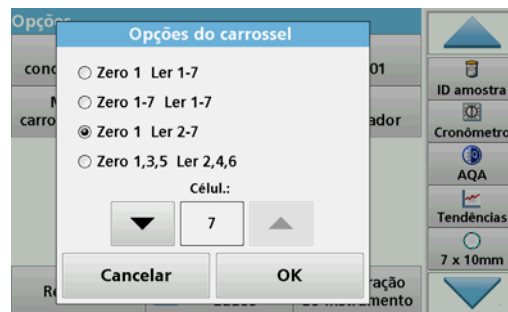 Opções do carrossel
Zero 1 Ler 1-7
Zero 1-7 Ler 1-7
Zero 1 Ler 2-7
Zero 1,3,5 Ler 2,4,6
Célul.:
7
Cancelar
OK
01
ID amostra
Cronômetro
AQA
Tendências
7 x 10mm